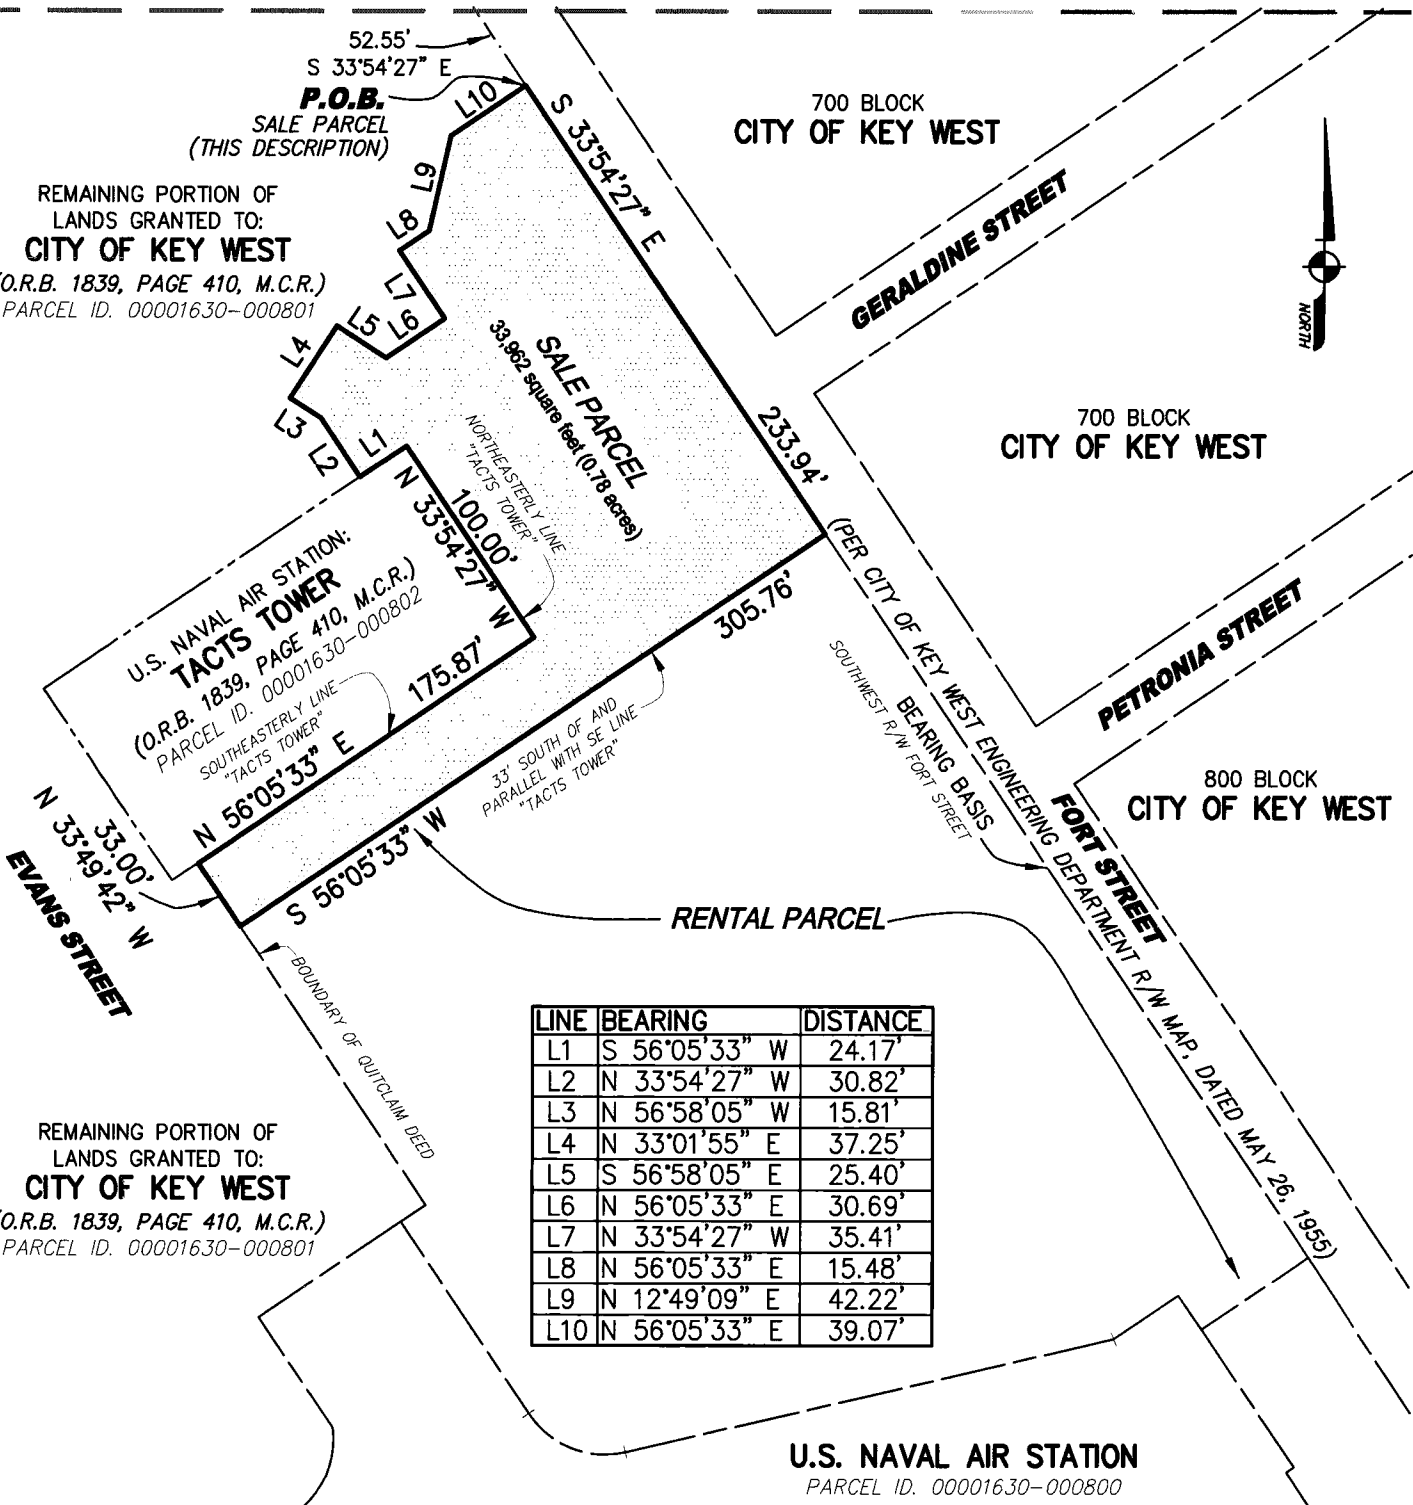 52.55'
S 33°54'27" E
P.O.B.
SALE PARCEL
(THIS DESCRIPTION)
L10
L9
L8
L7
L6
L5
L4
L3
L2
L1
S 33°54'27" E
233.94'
700 BLOCK
CITY OF KEY WEST
GERALDINE STREET
NORTH
REMAINING PORTION OF
LANDS GRANTED TO:
CITY OF KEY WEST
(O.R.B. 1839, PAGE 410, M.C.R.)
PARCEL ID. 00001630-000801
SALE PARCEL
33,962 square feet (0.78 acres)
NORTHEASTERLY LINE
"TACTS TOWER"
100.00'
N 33°54'27" W
700 BLOCK
CITY OF KEY WEST
U.S. NAVAL AIR STATION:
TACTS TOWER
(O.R.B. 1839, PAGE 410, M.C.R.)
PARCEL ID. 00001630-000802
SOUTHEASTERLY LINE
"TACTS TOWER"
175.87'
N 56°05'33" E
305.76'
S 56°05'33" W
33' SOUTH OF AND
PARALLEL WITH SE LINE
"TACTS TOWER"
33.00'
N 33°49'42" W
EVANS STREET
(PER CITY OF KEY WEST ENGINEERING DEPARTMENT R/W MAP, DATED MAY 26, 1955)
BEARING BASIS
SOUTHWEST R/W FORT STREET
FORT STREET
PETRONIA STREET
800 BLOCK
CITY OF KEY WEST
RENTAL PARCEL
BOUNDARY OF QUITCLAIM DEED
LINE BEARING DISTANCE
L1 S 56°05'33" W 24.17'
L2 N 33°54'27" W 30.82'
L3 N 56°58'05" W 15.81'
L4 N 33°01'55" E 37.25'
L5 S 56°58'05" E 25.40'
L6 N 56°05'33" E 30.69'
L7 N 33°54'27" W 35.41'
L8 N 56°05'33" E 15.48'
L9 N 12°49'09" E 42.22'
L10 N 56°05'33" E 39.07'
REMAINING PORTION OF
LANDS GRANTED TO:
CITY OF KEY WEST
(O.R.B. 1839, PAGE 410, M.C.R.)
PARCEL ID. 00001630-000801
U.S. NAVAL AIR STATION
PARCEL ID. 00001630-000800